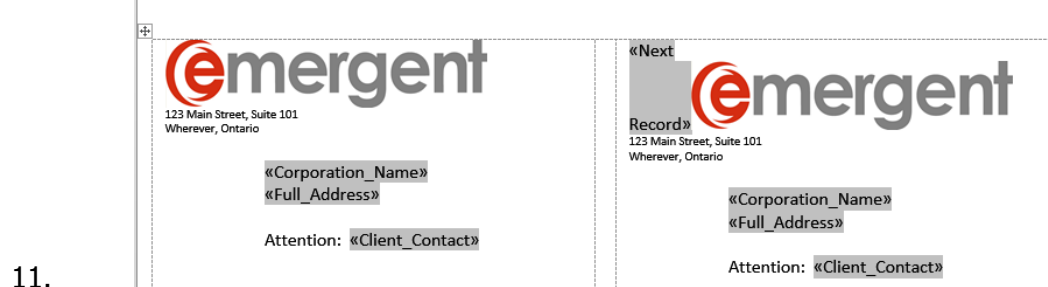 emergent
123 Main Street, Suite 101
Wherever, Ontario
«Corporation_Name»
«Full_Address»
Attention: «Client_Contact»
«Next
emergent
Record»
123 Main Street, Suite 101
Wherever, Ontario
«Corporation_Name»
«Full_Address»
Attention: «Client_Contact»
11.